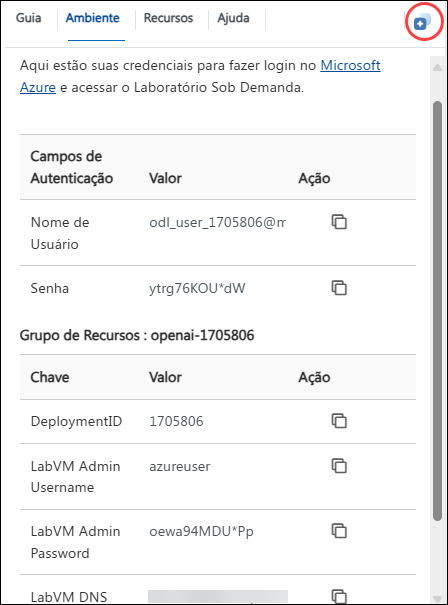 Guia Ambiente Recursos Ajuda
Aqui estão suas credenciais para fazer login no Microsoft
Azure e acessar o Laboratório Sob Demanda.
Campos de
Autenticação Valor Ação
Nome de
Usuário odl_user_1705806@m
Senha ytrg76KOU*dW
Grupo de Recursos : openai-1705806
Chave Valor Ação
DeploymentID 1705806
LabVM Admin
Username azureuser
LabVM Admin
Password oewa94MDU*Pp
LabVM DNS